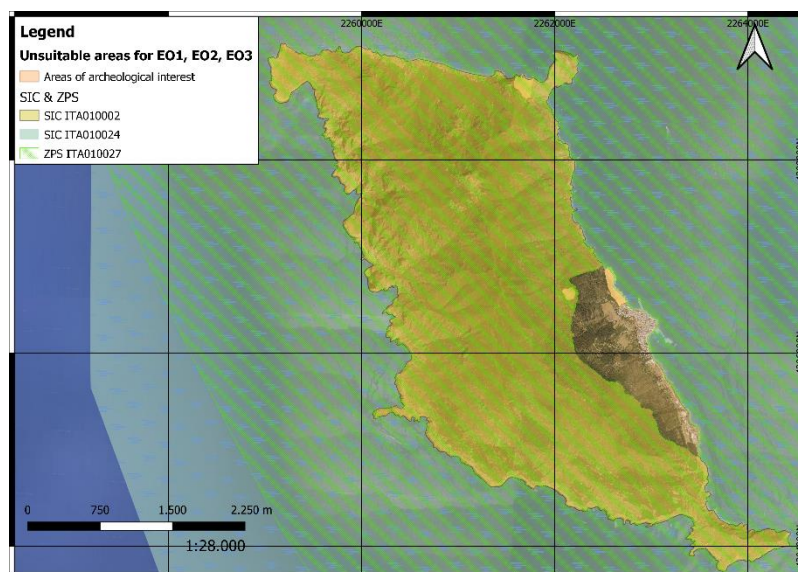 2260000E
2262000E
2264000E
Legend
Unsuitable areas for EO1, EO2, EO3
Areas of archeological interest
SIC & ZPS
SIC ITA010002
SIC ITA010024
ZPS ITA010027
0 750 1.500 2.250 m
1:28.000